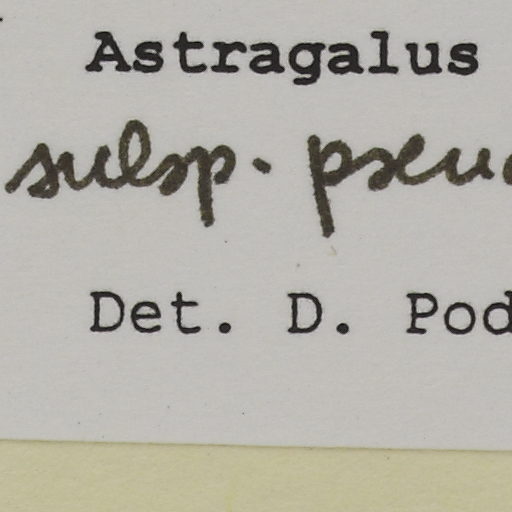 Astragalus
subsp. pseu
Det. D. Pod